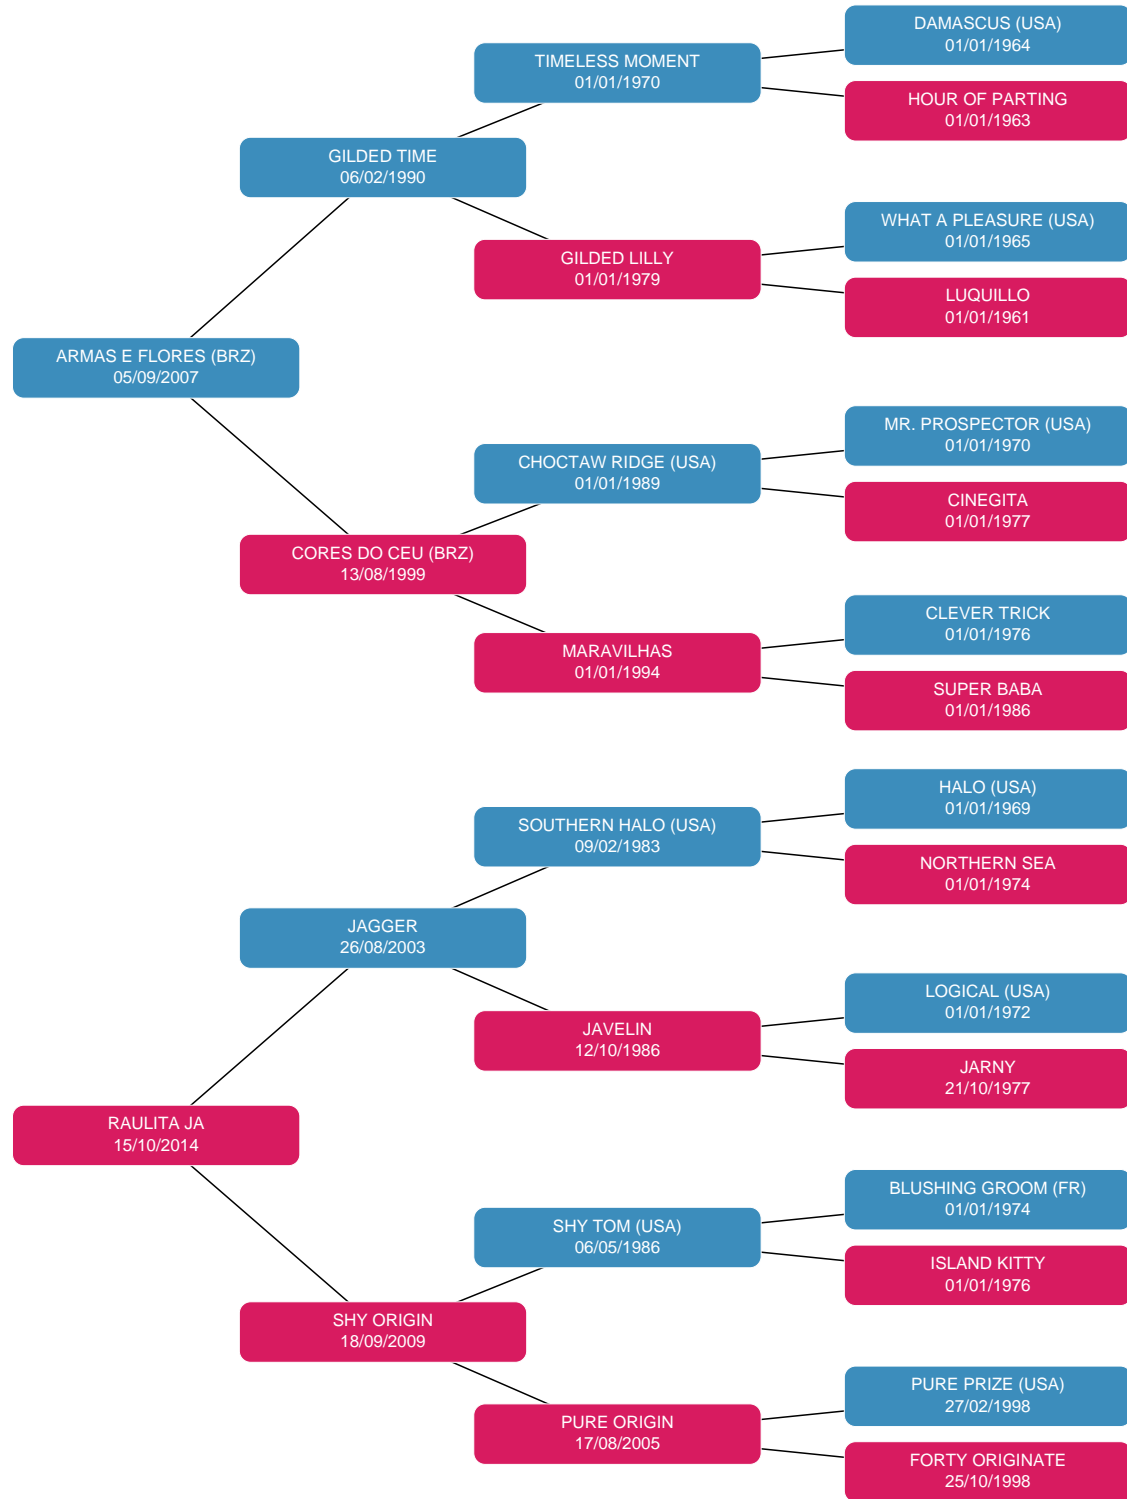 DAMASCUS (USA)
01/01/1964
TIMELESS MOMENT
01/01/1970
HOUR OF PARTING
01/01/1963
GILDED TIME
06/02/1990
WHAT A PLEASURE (USA)
01/01/1965
GILDED LILLY
01/01/1979
LUQUILLO
01/01/1961
ARMAS E FLORES (BRZ)
05/09/2007
MR. PROSPECTOR (USA)
01/01/1970
CHOCTAW RIDGE (USA)
01/01/1989
CINEGITA
01/01/1977
CORES DO CEU (BRZ)
13/08/1999
CLEVER TRICK
01/01/1976
MARAVILHAS
01/01/1994
SUPER BABA
01/01/1986
HALO (USA)
01/01/1969
SOUTHERN HALO (USA)
09/02/1983
NORTHERN SEA
01/01/1974
JAGGER
26/08/2003
LOGICAL (USA)
01/01/1972
JAVELIN
12/10/1986
JARNY
21/10/1977
RAULITA JA
15/10/2014
BLUSHING GROOM (FR)
01/01/1974
SHY TOM (USA)
06/05/1986
ISLAND KITTY
01/01/1976
SHY ORIGIN
18/09/2009
PURE PRIZE (USA)
27/02/1998
PURE ORIGIN
17/08/2005
FORTY ORIGINATE
25/10/1998